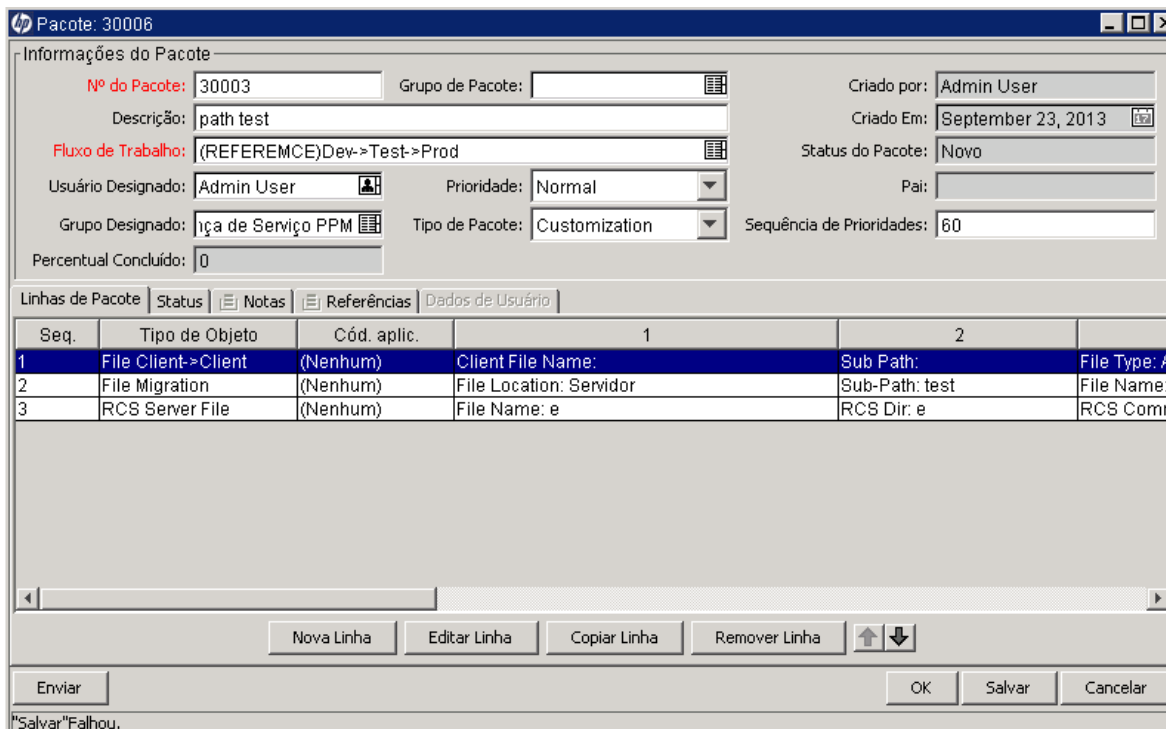 hp Pacote: 30006
Informações do Pacote
Nº do Pacote: 30003 Grupo de Pacote: Criado por: Admin User
Descrição: path test Criado Em: September 23, 2013 17
Fluxo de Trabalho: (REFEREMCE)Dev->Test->Prod Status do Pacote: Novo
Usuário Designado: Admin User Prioridade: Normal Pai:
Grupo Designado: nça de Serviço PPM Tipo de Pacote: Customization Sequência de Prioridades: 60
Percentual Concluído: 0
Linhas de Pacote Status Notas Referências Dados de Usuário
Seq. Tipo de Objeto Cód. aplic. 1 2
1 File Client->Client (Nenhum) Client File Name: Sub Path: File Type: A
2 File Migration (Nenhum) File Location: Servidor Sub-Path: test File Name:
3 RCS Server File (Nenhum) File Name: e RCS Dir: e RCS Comm
Nova Linha Editar Linha Copiar Linha Remover Linha
Enviar OK Salvar Cancelar
"Salvar"Falhou.